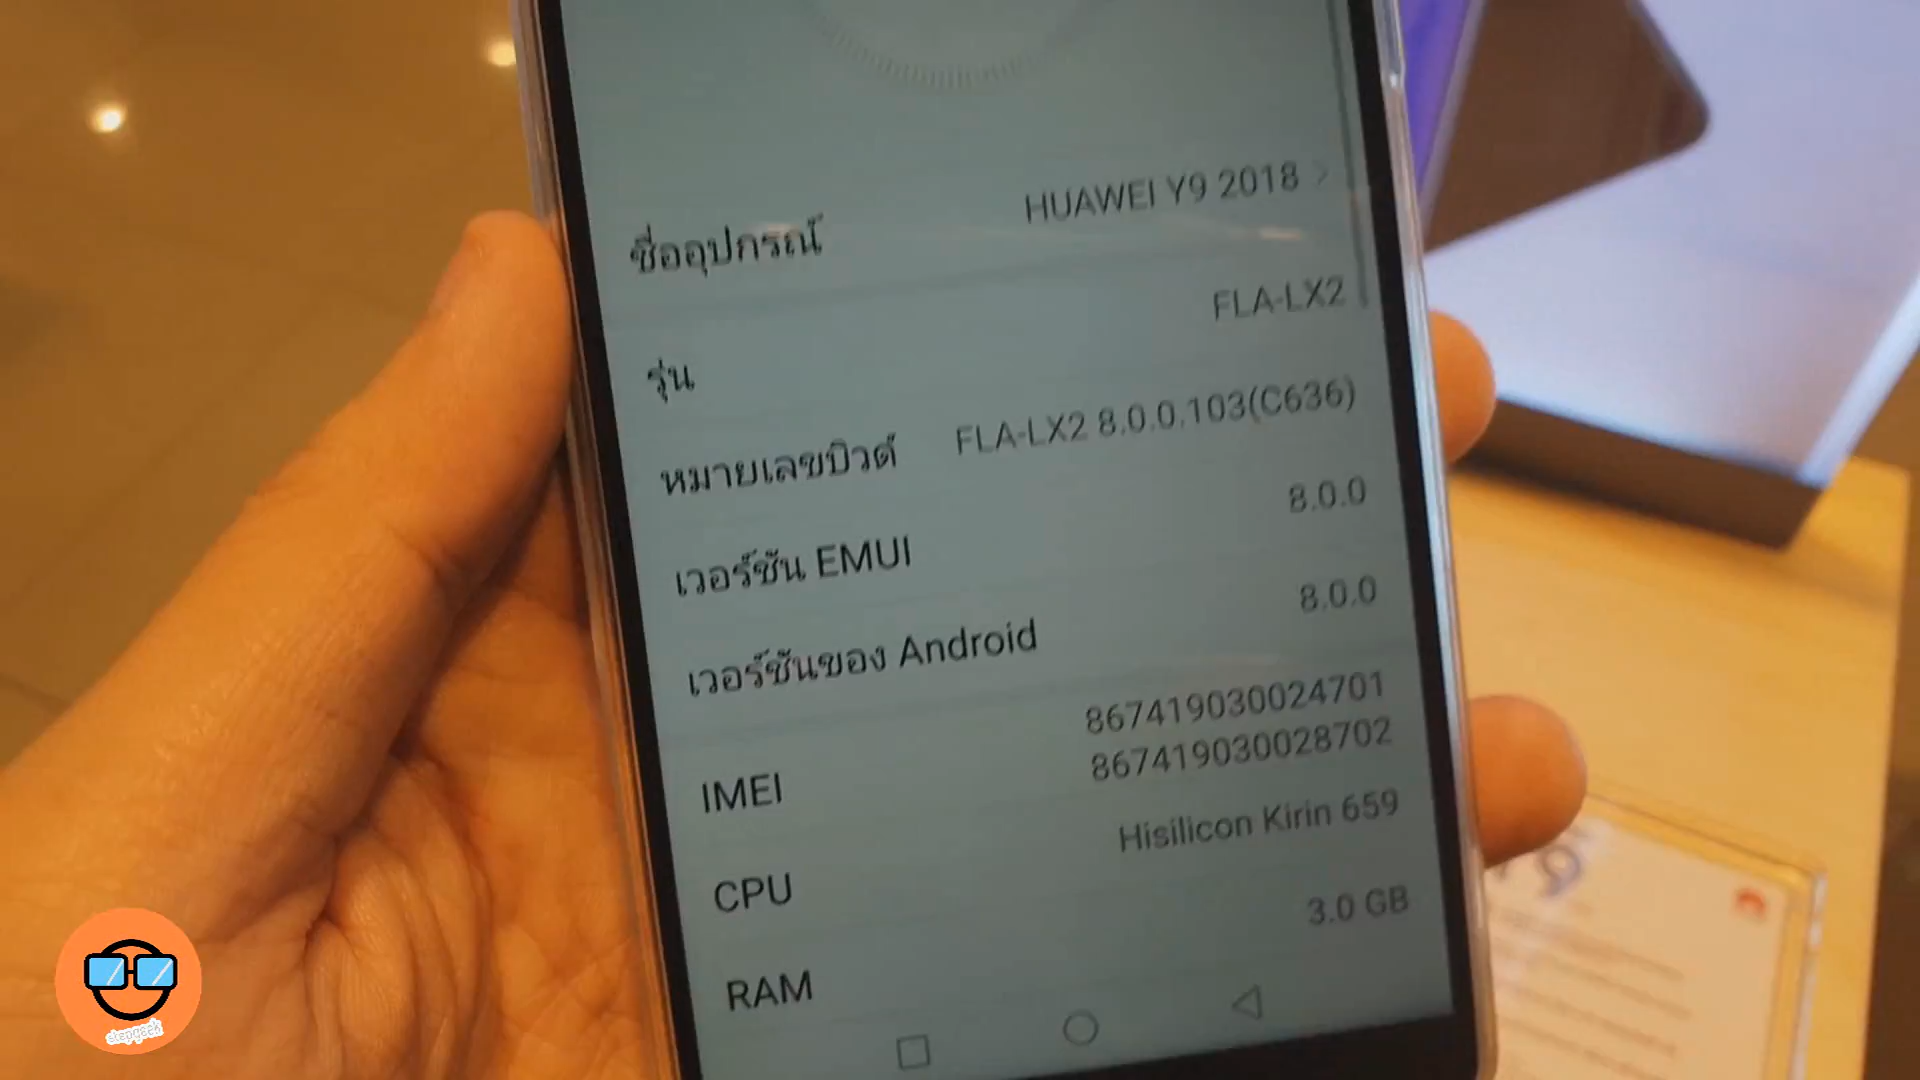 ชื่ออุปกรณ์ HUAWEI Y9 2018
รุ่น FLA-LX2
หมายเลขบิวด์ FLA-LX2 8.0.0.103(C636)
เวอร์ชัน EMUI 8.0.0
เวอร์ชันของ Android 8.0.0
IMEI 867419030024701
867419030028702
CPU Hisilicon Kirin 659
RAM 3.0 GB
stepgeek